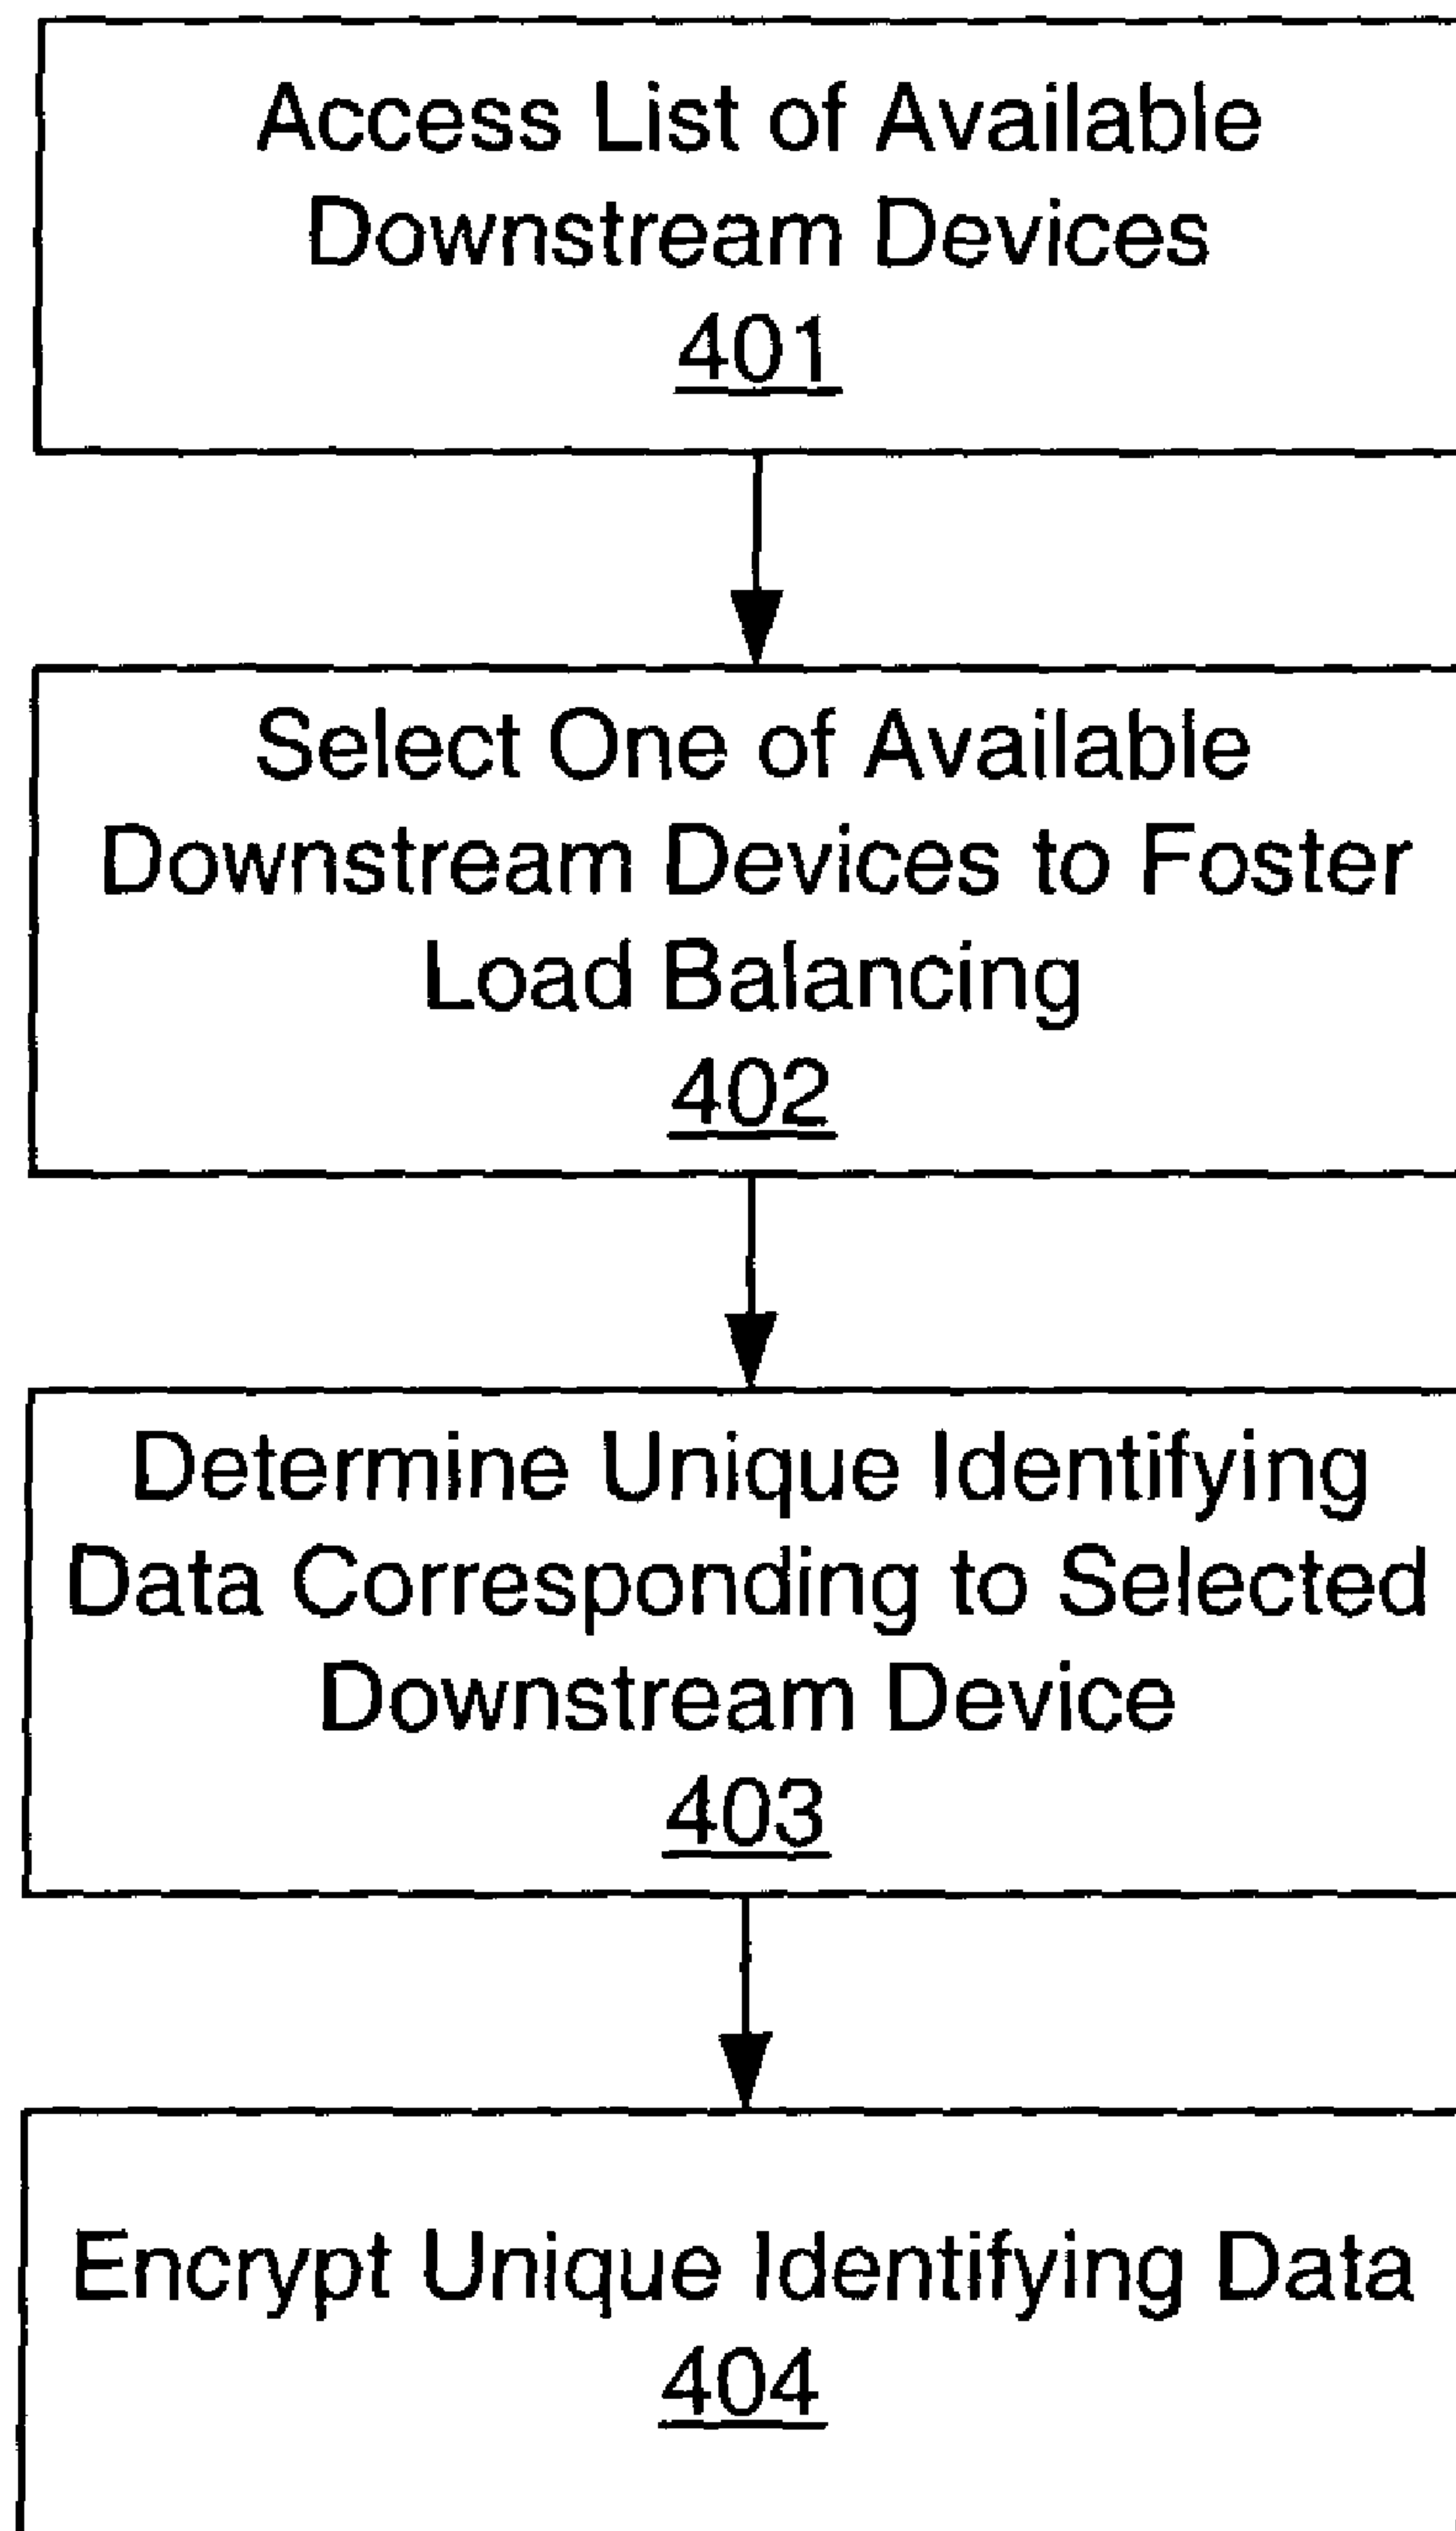 Access List of Available
Downstream Devices
401
Select One of Available
Downstream Devices to Foster
Load Balancing
402
Determine Unique Identifying
Data Corresponding to Selected
Downstream Device
403
Encrypt Unique Identifying Data
404